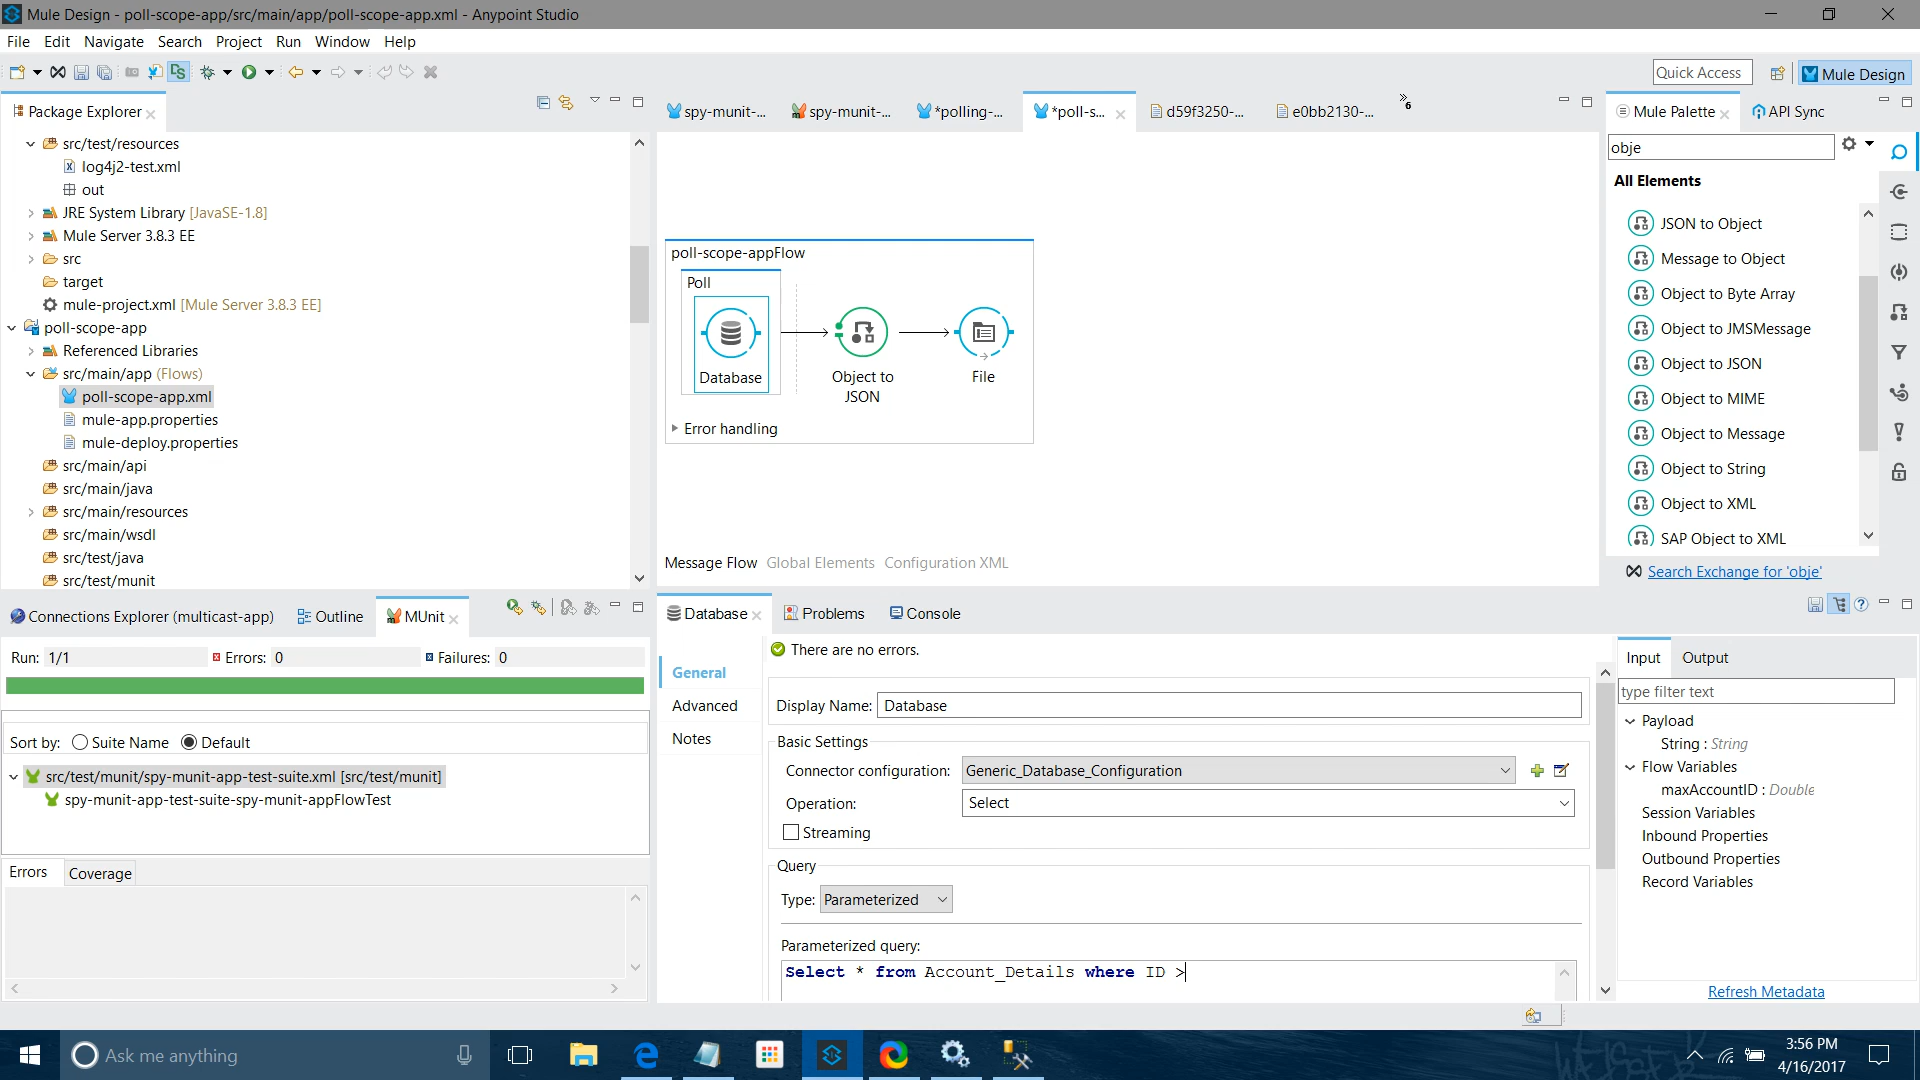 Mule Design - poll-scope-app/src/main/app/poll-scope-app.xml - Anypoint Studio
File Edit Navigate Search Project Run Window Help
Quick Access
Mule Design
Package Explorer
src/test/resources
log4j2-test.xml
out
JRE System Library [JavaSE-1.8]
Mule Server 3.8.3 EE
src
target
mule-project.xml [Mule Server 3.8.3 EE]
poll-scope-app
Referenced Libraries
src/main/app (Flows)
poll-scope-app.xml
mule-app.properties
mule-deploy.properties
src/main/api
src/main/java
src/main/resources
src/main/wsdl
src/test/java
src/test/munit
spy-munit-... spy-munit-... *polling-... *poll-s... d59f3250-... e0bb2130-... 6
poll-scope-appFlow
Poll
Database
Object to
JSON
File
Error handling
Message Flow Global Elements Configuration XML
Mule Palette API Sync
obje
All Elements
JSON to Object
Message to Object
Object to Byte Array
Object to JMSMessage
Object to JSON
Object to MIME
Object to Message
Object to String
Object to XML
SAP Object to XML
Search Exchange for 'obje'
Connections Explorer (multicast-app) Outline MUnit
Run: 1/1 Errors: 0 Failures: 0
Sort by: Suite Name Default
src/test/munit/spy-munit-app-test-suite.xml [src/test/munit]
spy-munit-app-test-suite-spy-munit-appFlowTest
Errors Coverage
Database Problems Console
There are no errors.
General
Advanced
Notes
Display Name: Database
Basic Settings
Connector configuration: Generic_Database_Configuration
Operation: Select
Streaming
Query
Type: Parameterized
Parameterized query:
Select * from Account_Details where ID >
Input Output
type filter text
Payload
String : String
Flow Variables
maxAccountID : Double
Session Variables
Inbound Properties
Outbound Properties
Record Variables
Refresh Metadata
Ask me anything
3:56 PM
4/16/2017